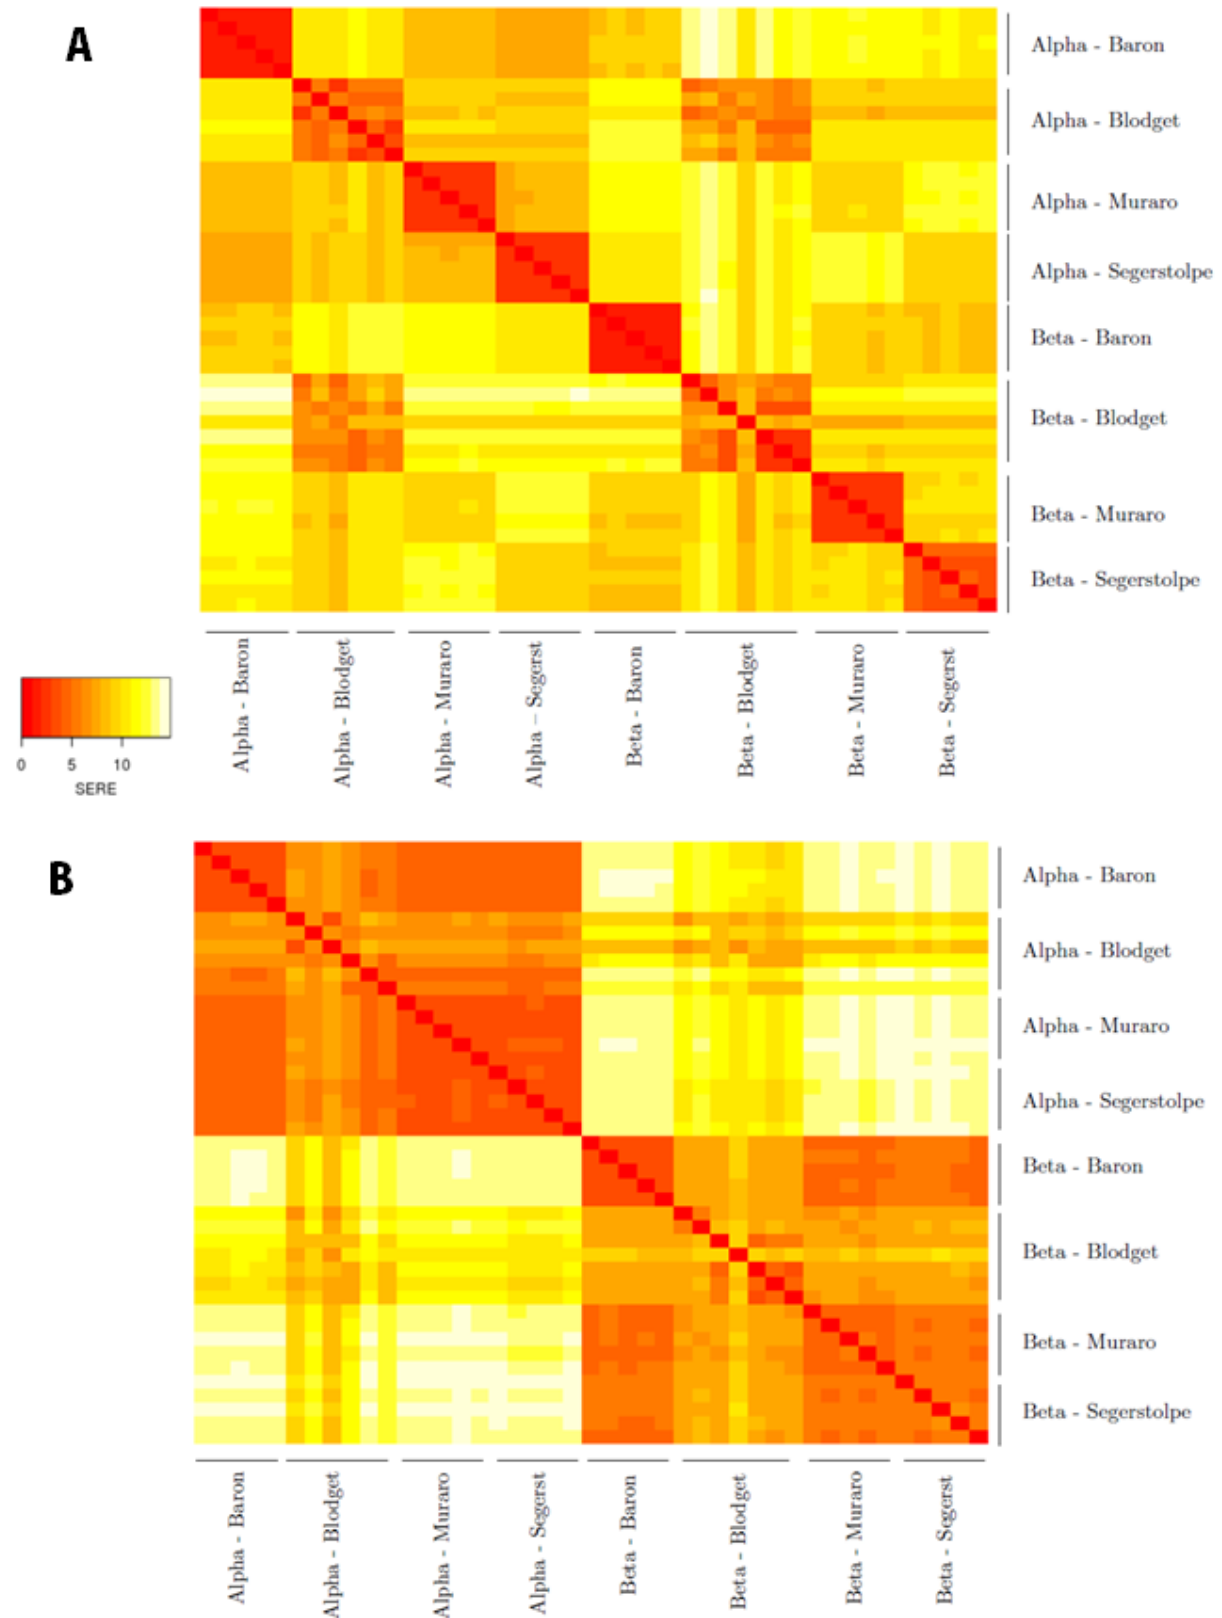 A
Alpha - Baron
Alpha - Blodget
Alpha - Muraro
Alpha - Segerstolpe
Beta - Baron
Beta - Blodget
Beta - Muraro
Beta - Segerstolpe
Alpha - Baron
Alpha - Blodget
Alpha - Muraro
Alpha – Segerst
Beta - Baron
Beta - Blodget
Beta - Muraro
Beta - Segerst
0 5 10
SERE
B
Alpha - Baron
Alpha - Blodget
Alpha - Muraro
Alpha - Segerstolpe
Beta - Baron
Beta - Blodget
Beta - Muraro
Beta - Segerstolpe
Alpha - Baron
Alpha - Blodget
Alpha - Muraro
Alpha - Segerst
Beta - Baron
Beta - Blodget
Beta - Muraro
Beta - Segerst